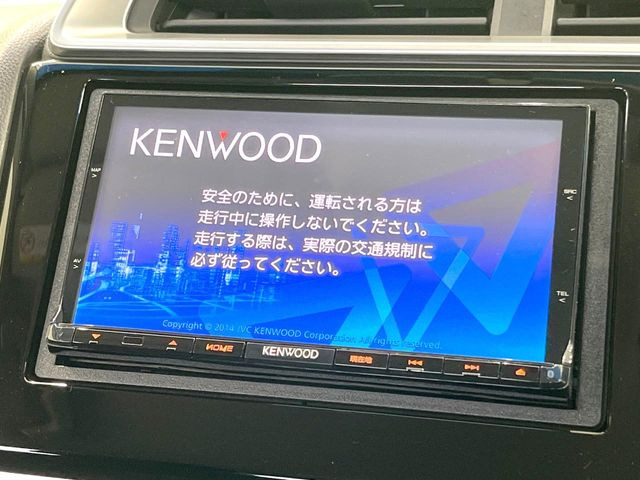 KENWOOD
安全のために、運転される方は
走行中に操作しないでください。
走行する際は、実際の交通規制に
必ず従ってください。
Copyright © 2014 JVC KENWOOD Corporation All rights reserved.
MAP
AV
SRC
TEL
HOME
KENWOOD
現在地